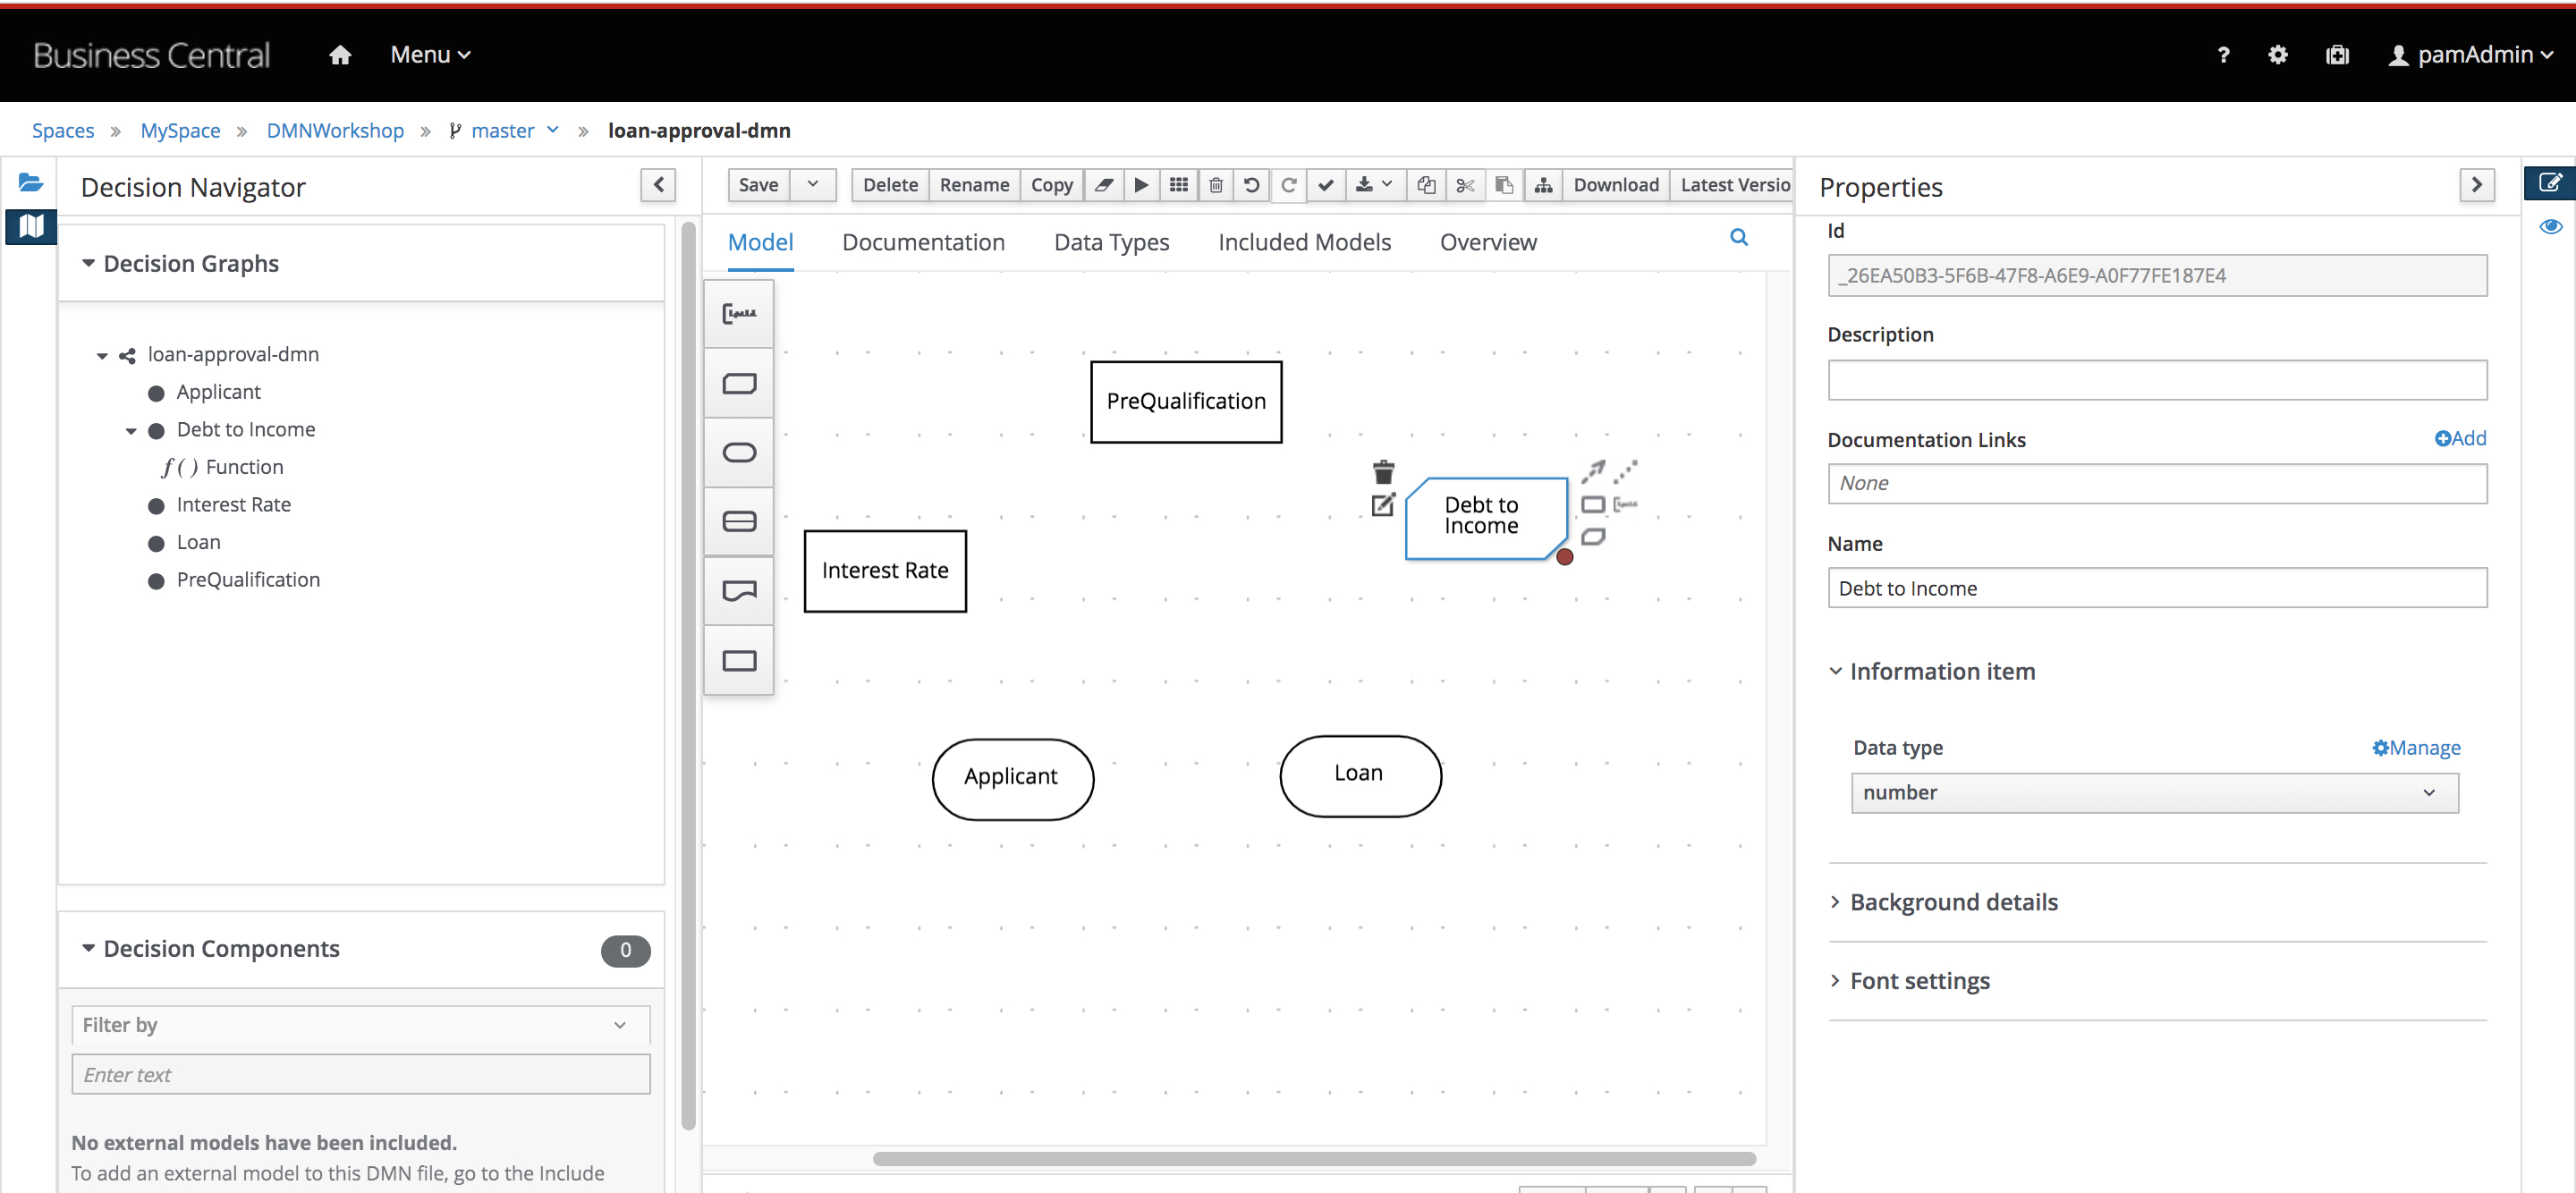 Business Central
Menu
?
pamAdmin
Spaces » MySpace » DMNWorkshop » master » loan-approval-dmn
Decision Navigator
Decision Graphs
loan-approval-dmn
Applicant
Debt to Income
f ( ) Function
Interest Rate
Loan
PreQualification
Decision Components
0
Filter by
Enter text
No external models have been included.
To add an external model to this DMN file, go to the Include
Save
Delete
Rename
Copy
Download
Latest Versio
Model
Documentation
Data Types
Included Models
Overview
PreQualification
Debt to
Income
Interest Rate
Applicant
Loan
Properties
Id
_26EA50B3-5F6B-47F8-A6E9-A0F77FE187E4
Description
Documentation Links
Add
None
Name
Debt to Income
Information item
Data type
Manage
number
Background details
Font settings